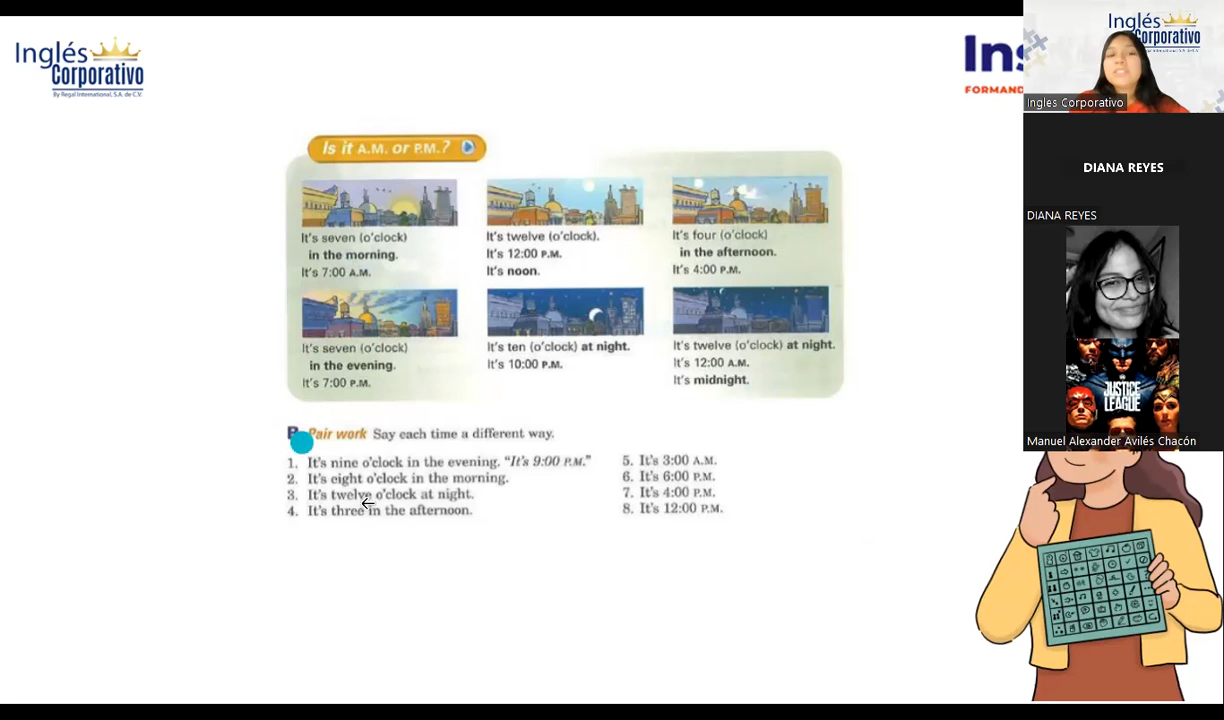 Inglés
Corporativo
By Regal International, S.A. de C.V.
Ins
FORMAND
Inglés
Corporativo
Ingles Corporativo
DIANA REYES
DIANA REYES
JUSTICE
LEAGUE
Manuel Alexander Avilés Chacón
Is it A.M. or P.M.?
It's seven (o'clock)
in the morning.
It's 7:00 A.M.
It's twelve (o'clock).
It's 12:00 P.M.
It's noon.
It's four (o'clock)
in the afternoon.
It's 4:00 P.M.
It's seven (o'clock)
in the evening.
It's 7:00 P.M.
It's ten (o'clock) at night.
It's 10:00 P.M.
It's twelve (o'clock) at night.
It's 12:00 A.M.
It's midnight.
B Pair work Say each time a different way.
1. It's nine o'clock in the evening. "It's 9:00 P.M."
2. It's eight o'clock in the morning.
3. It's twelve o'clock at night.
4. It's three in the afternoon.
5. It's 3:00 A.M.
6. It's 6:00 P.M.
7. It's 4:00 P.M.
8. It's 12:00 P.M.